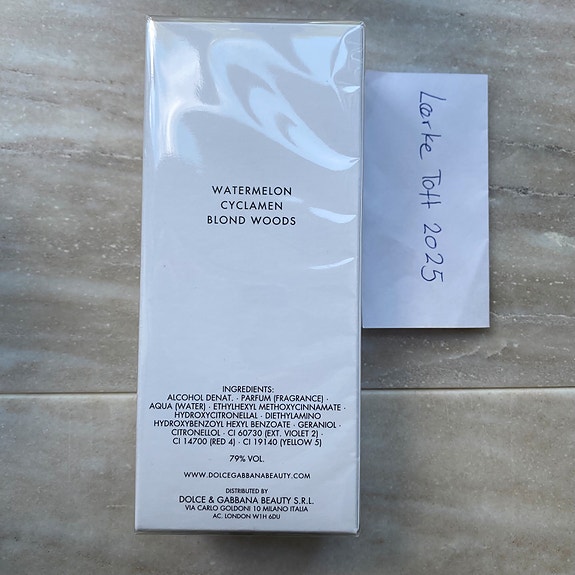 WATERMELON
CYCLAMEN
BLOND WOODS
INGREDIENTS:
ALCOHOL DENAT. · PARFUM (FRAGRANCE) ·
AQUA (WATER) · ETHYLHEXYL METHOXYCINNAMATE ·
HYDROXYCITRONELLAL · DIETHYLAMINO
HYDROXYBENZOYL HEXYL BENZOATE · GERANIOL ·
CITRONELLOL · CI 60730 (EXT. VIOLET 2) ·
CI 14700 (RED 4) · CI 19140 (YELLOW 5)
79% VOL.
WWW.DOLCEGABBANABEAUTY.COM
DISTRIBUTED BY
DOLCE & GABBANA BEAUTY S.R.L.
VIA CARLO GOLDONI 10 MILANO ITALIA
AC. LONDON W1H 6DU
Lærke Toft 2025